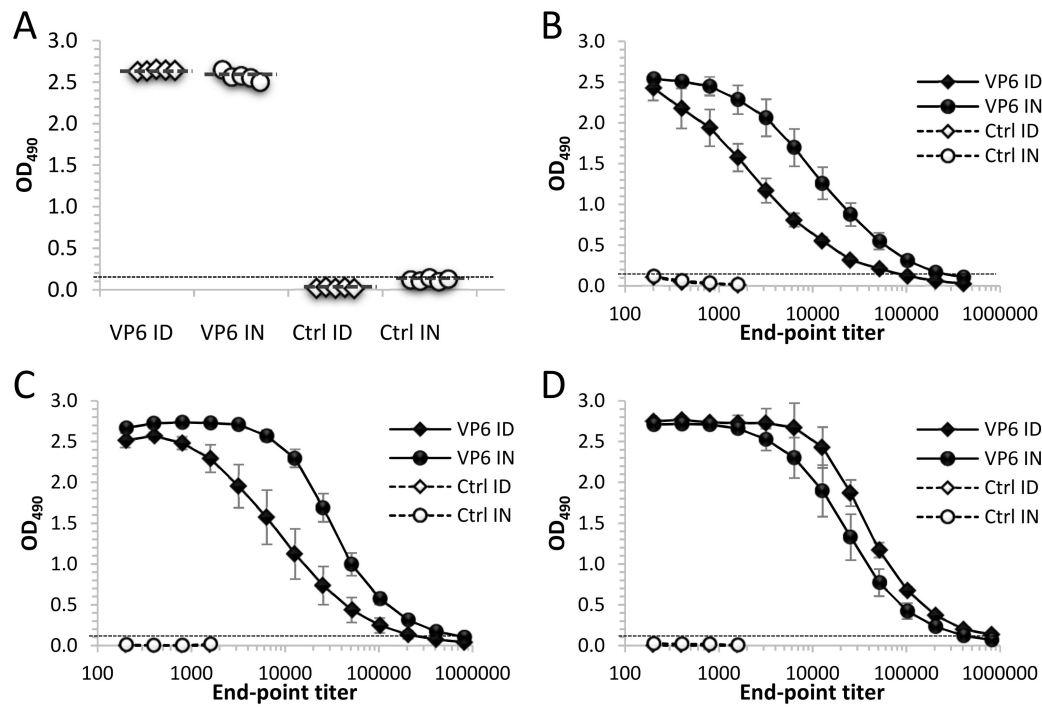 A
3.0
2.5
2.0
1.5
1.0
0.5
0.0
OD490
VP6 ID VP6 IN Ctrl ID Ctrl IN
B
3.0
2.5
2.0
1.5
1.0
0.5
0.0
OD490
VP6 ID
VP6 IN
Ctrl ID
Ctrl IN
100 1000 10000 100000 1000000
End-point titer
C
3.0
2.5
2.0
1.5
1.0
0.5
0.0
OD490
VP6 ID
VP6 IN
Ctrl ID
Ctrl IN
100 1000 10000 100000 1000000
End-point titer
D
3.0
2.5
2.0
1.5
1.0
0.5
0.0
OD490
VP6 ID
VP6 IN
Ctrl ID
Ctrl IN
100 1000 10000 100000 1000000
End-point titer